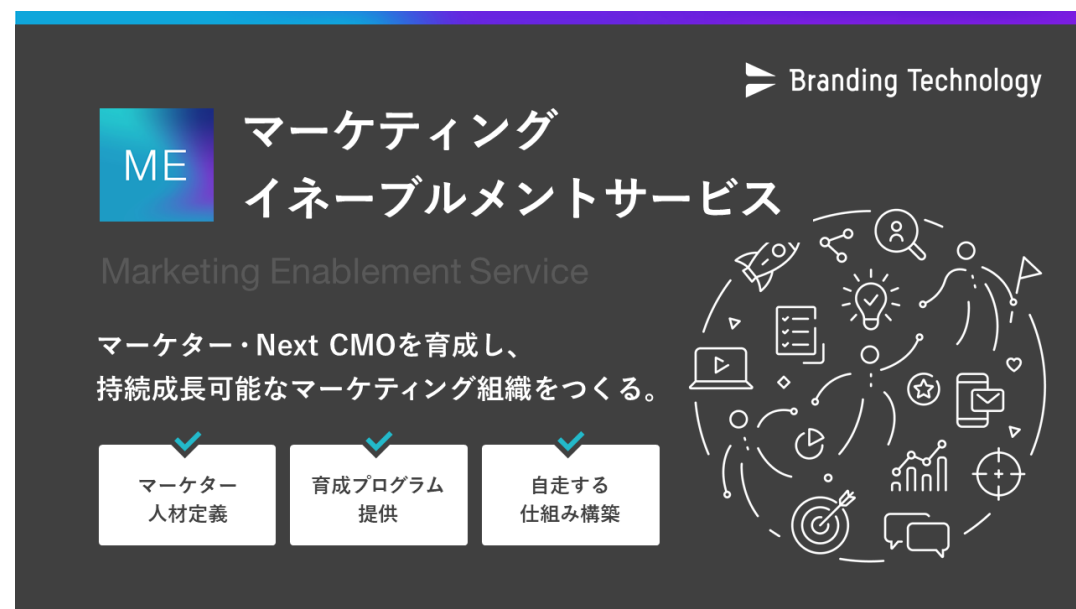 Branding Technology
ME
マーケティング
イネーブルメントサービス
Marketing Enablement Service
マーケター・Next CMOを育成し、
持続成長可能なマーケティング組織をつくる。
マーケター
人材定義
育成プログラム
提供
自走する
仕組み構築